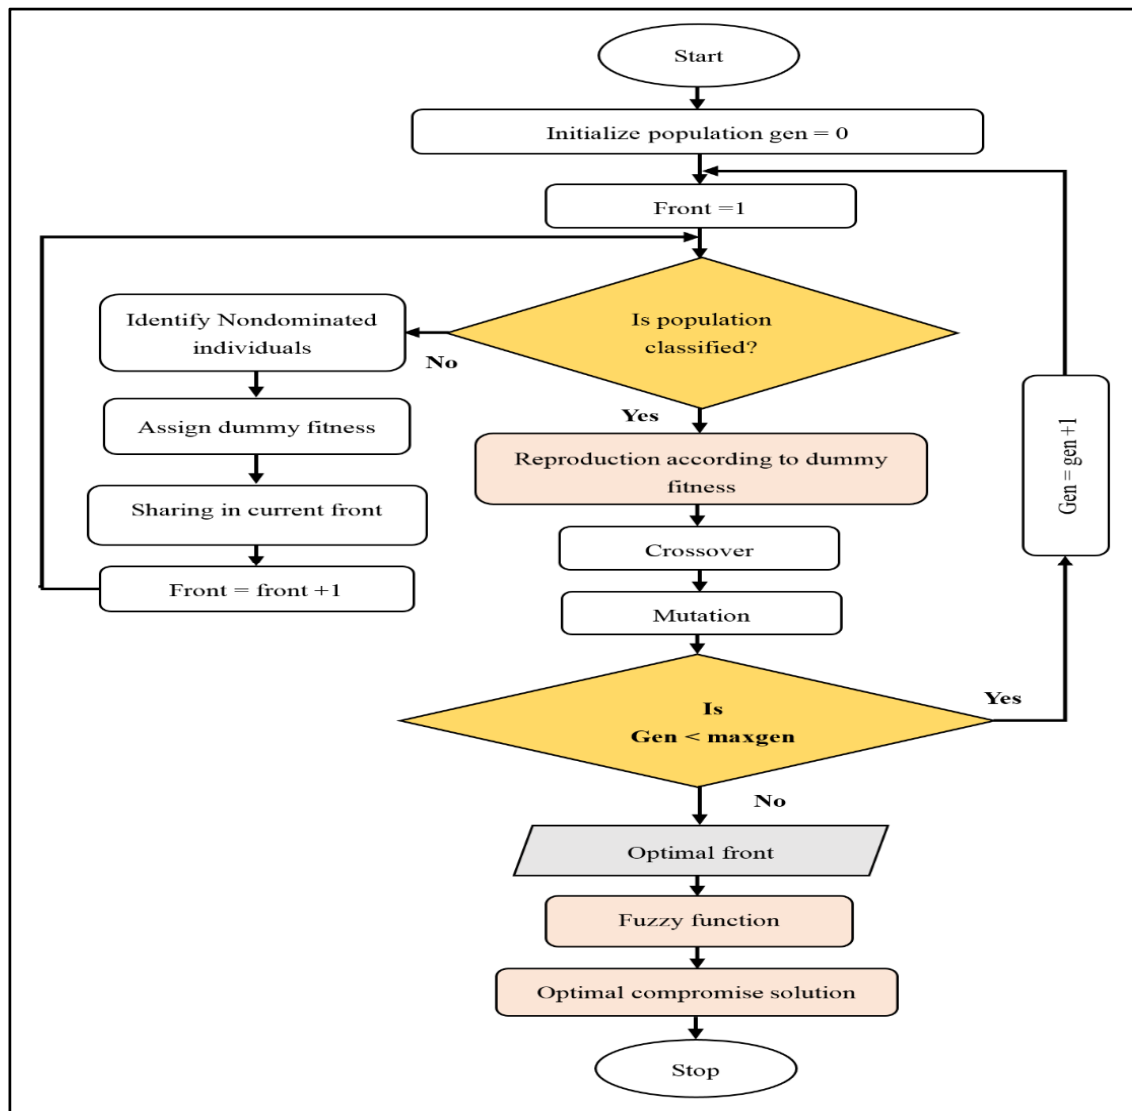 Start
Initialize population gen = 0
Front =1
Is population
classified?
No
Yes
Identify Nondominated
individuals
Assign dummy fitness
Sharing in current front
Front = front +1
Reproduction according to dummy
fitness
Crossover
Mutation
Is
Gen < maxgen
Yes
Gen = gen +1
No
Optimal front
Fuzzy function
Optimal compromise solution
Stop